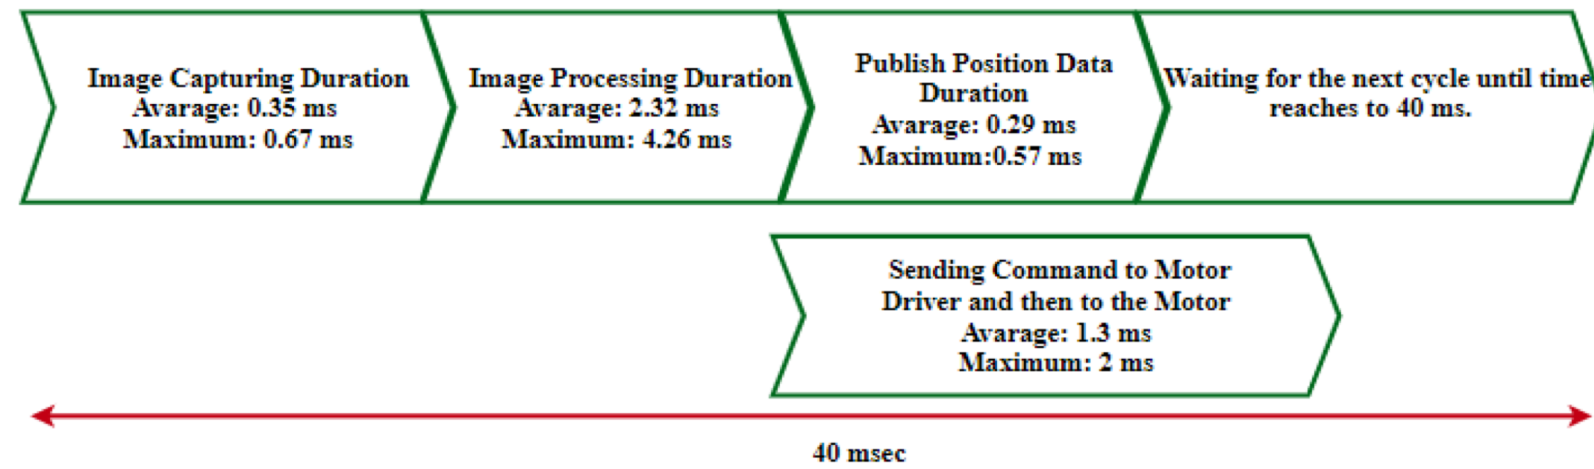 Image Capturing Duration
Avarage: 0.35 ms
Maximum: 0.67 ms
Image Processing Duration
Avarage: 2.32 ms
Maximum: 4.26 ms
Publish Position Data
Duration
Avarage: 0.29 ms
Maximum:0.57 ms
Waiting for the next cycle until time
reaches to 40 ms.
Sending Command to Motor
Driver and then to the Motor
Avarage: 1.3 ms
Maximum: 2 ms
40 msec